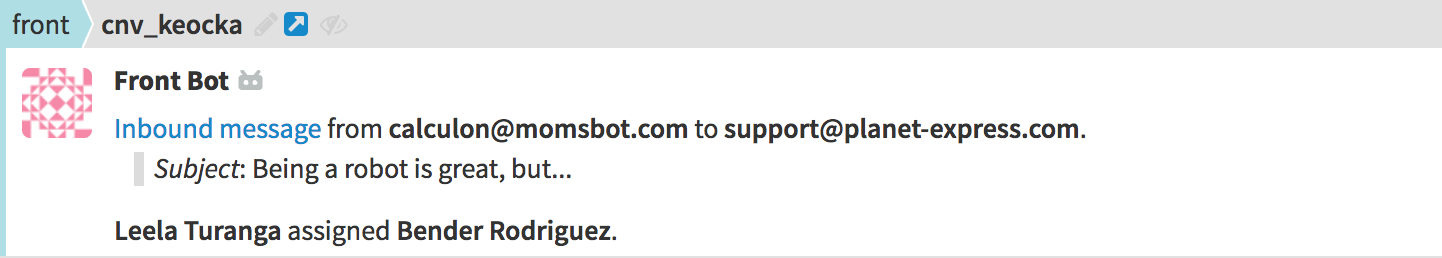 front cnv_keocka
Front Bot
Inbound message from calculon@momsbot.com to support@planet-express.com.
Subject: Being a robot is great, but...
Leela Turanga assigned Bender Rodriguez.